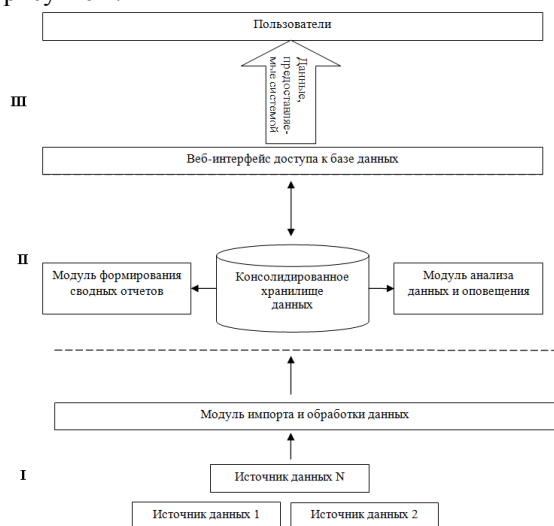 Пользователи
Данные,
предоставляе-
мые системой
III
Веб-интерфейс доступа к базе данных
II
Модуль формирования
сводных отчетов
Консолидированное
хранилище
данных
Модуль анализа
данных и оповещения
Модуль импорта и обработки данных
I
Источник данных N
Источник данных 1
Источник данных 2